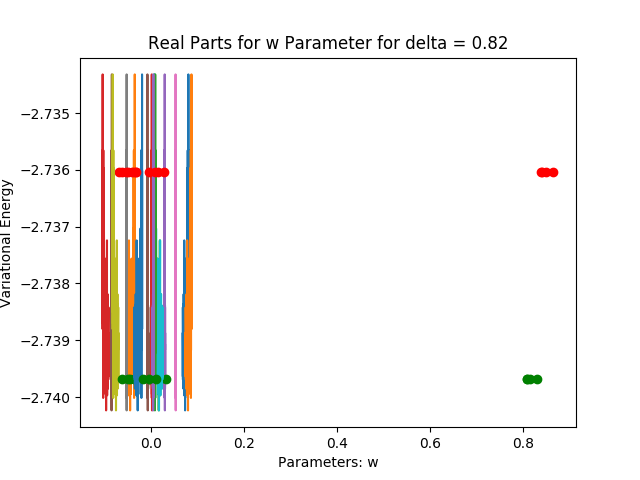 Real Parts for w Parameter for delta = 0.82
Variational Energy
−2.735
−2.736
−2.737
−2.738
−2.739
−2.740
0.0 0.2 0.4 0.6 0.8
Parameters: w